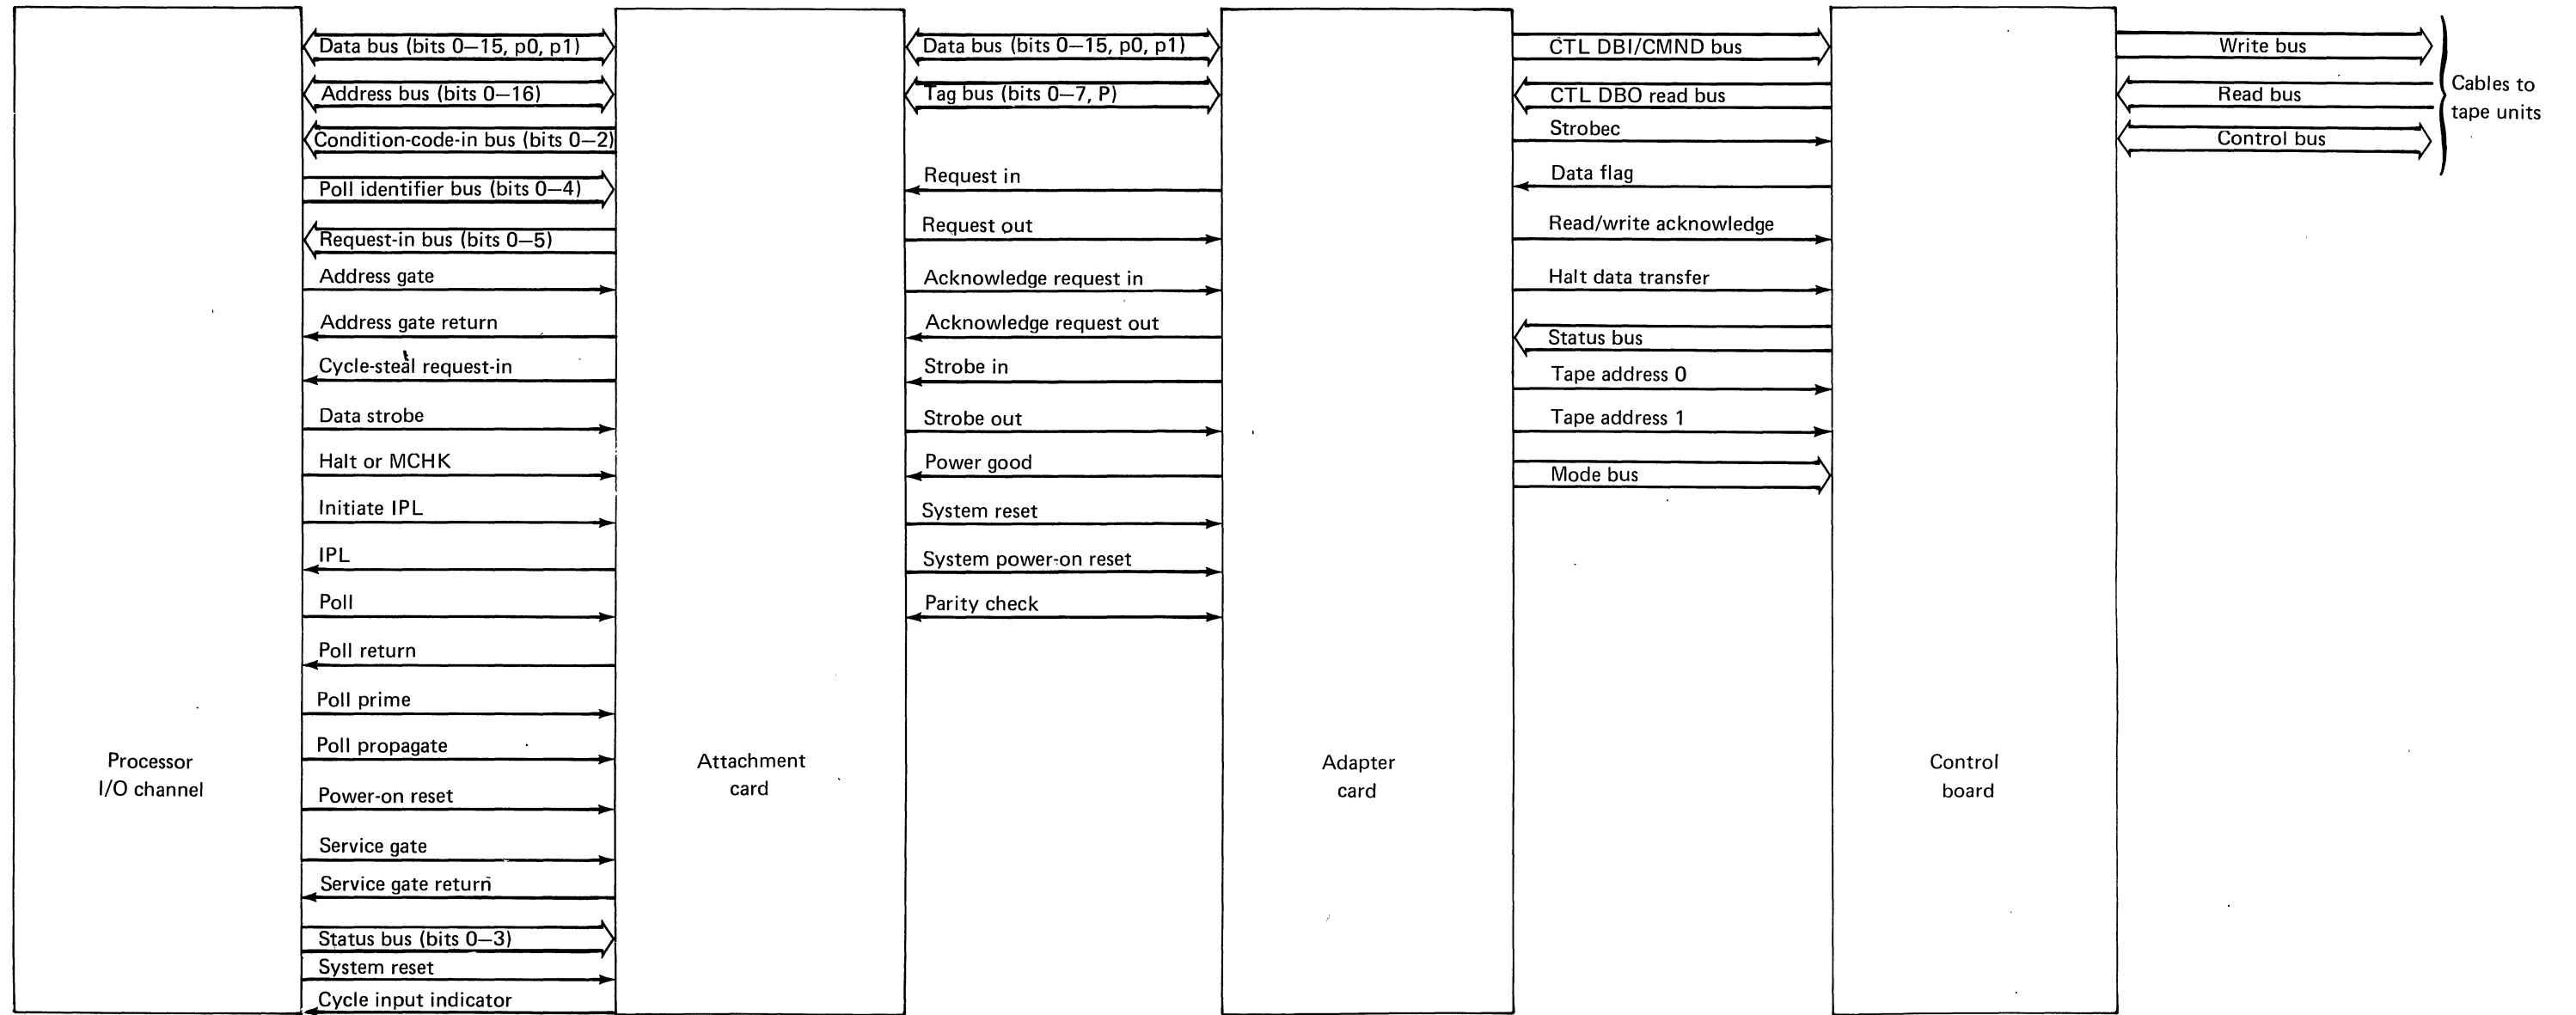 Data bus (bits 0—15, p0, p1)
Address bus (bits 0—16)
Condition-code-in bus (bits 0—2)
Poll identifier bus (bits 0—4)
Request-in bus (bits 0—5)
Address gate
Address gate return
Cycle-steal request-in
Data strobe
Halt or MCHK
Initiate IPL
IPL
Poll
Poll return
Poll prime
Poll propagate
Power-on reset
Service gate
Service gate return
Status bus (bits 0—3)
System reset
Cycle input indicator
Processor
I/O channel
Data bus (bits 0—15, p0, p1)
Tag bus (bits 0—7, P)
Request in
Request out
Acknowledge request in
Acknowledge request out
Strobe in
Strobe out
Power good
System reset
System power-on reset
Parity check
Attachment
card
CTL DBI/CMND bus
CTL DBO read bus
Strobec
Data flag
Read/write acknowledge
Halt data transfer
Status bus
Tape address 0
Tape address 1
Mode bus
Adapter
card
Write bus
Read bus
Control bus
Cables to
tape units
Control
board